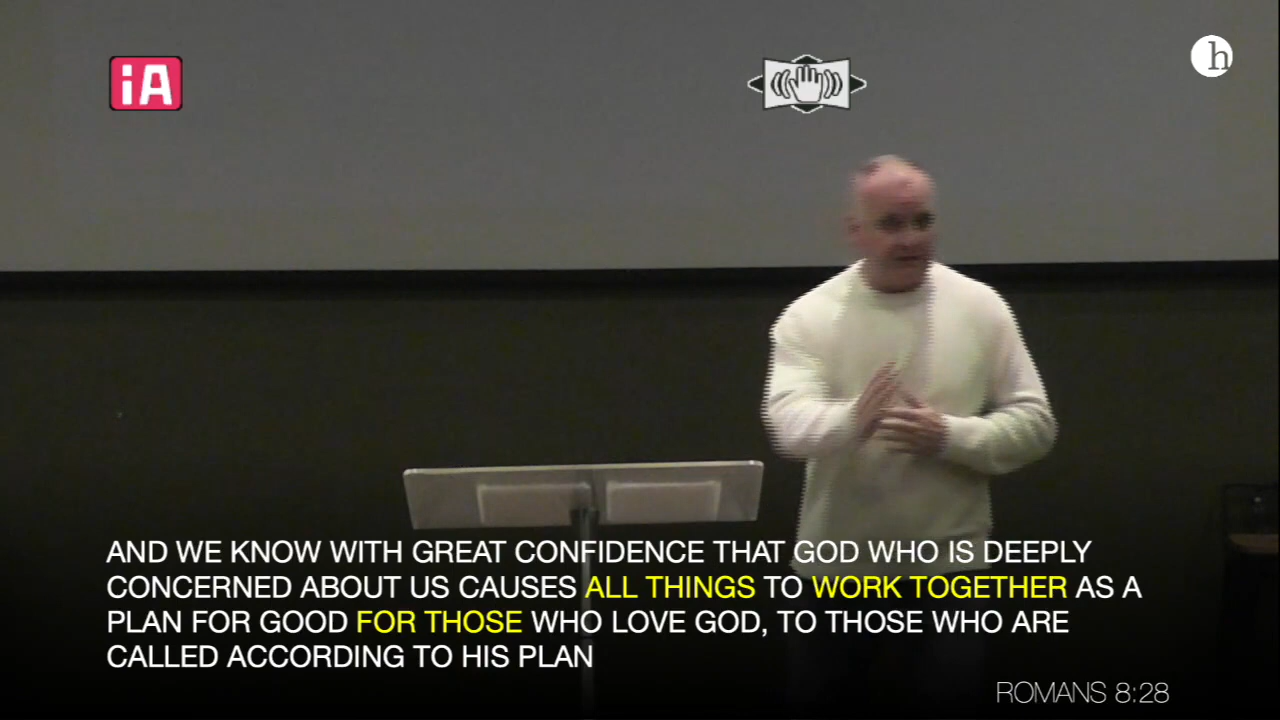 iA
h
AND WE KNOW WITH GREAT CONFIDENCE THAT GOD WHO IS DEEPLY
CONCERNED ABOUT US CAUSES ALL THINGS TO WORK TOGETHER AS A
PLAN FOR GOOD FOR THOSE WHO LOVE GOD, TO THOSE WHO ARE
CALLED ACCORDING TO HIS PLAN
ROMANS 8:28